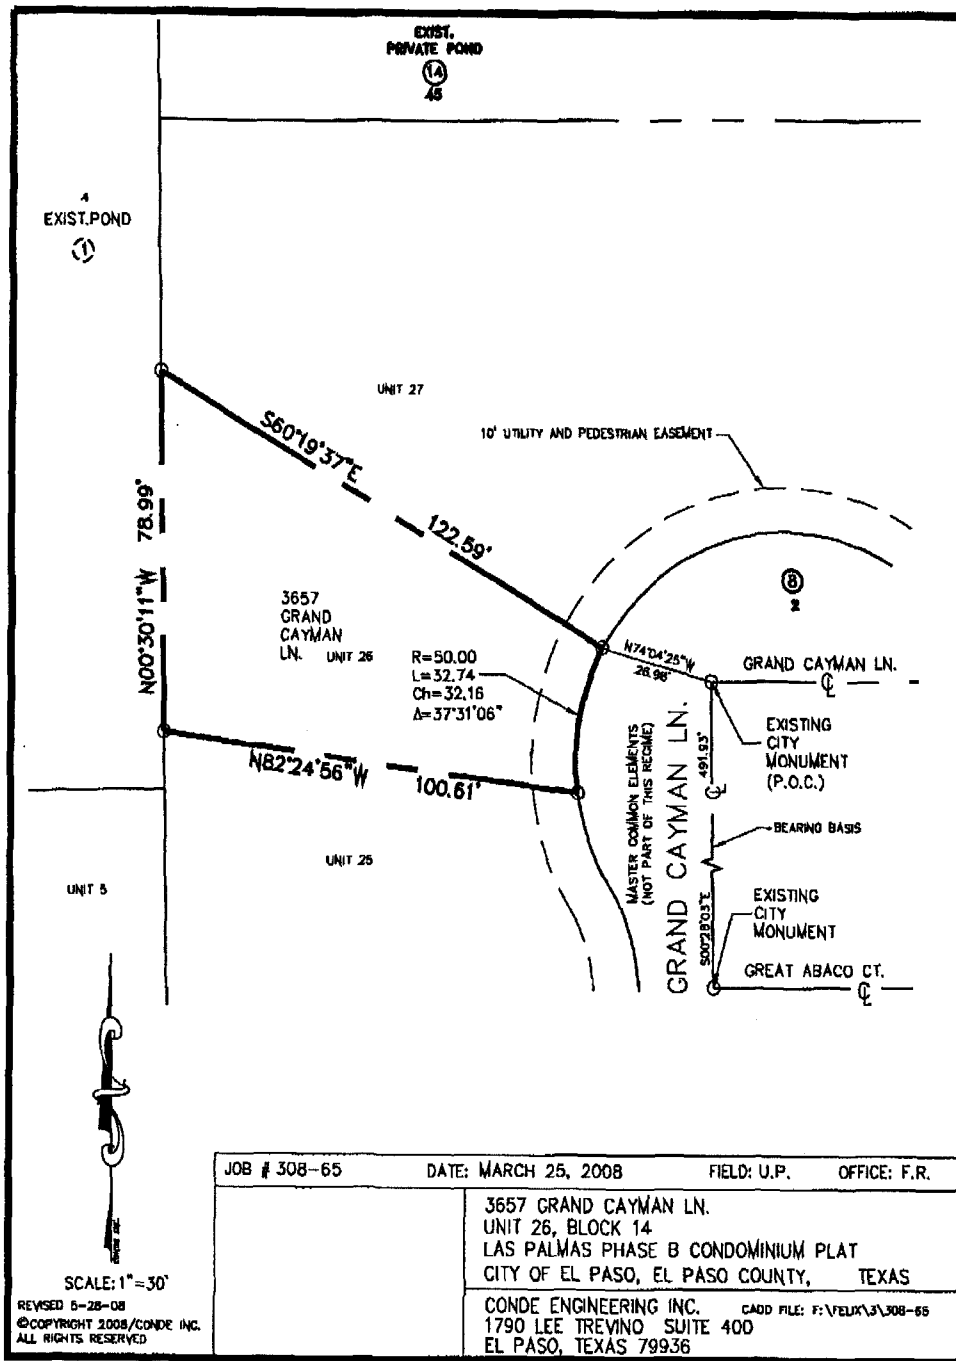 EXIST.
PRIVATE POND
14
45
4
EXIST.POND
1
UNIT 27
S60°19'37"E
122.59'
10' UTILITY AND PEDESTRIAN EASEMENT
N00°30'11"W 78.99'
8
2
3657
GRAND
CAYMAN
LN. UNIT 26
R=50.00
L=32.74
Ch=32.16
Δ=37°31'06"
N74°04'25"W
26.98'
GRAND CAYMAN LN.
℄
EXISTING
CITY
MONUMENT
(P.O.C.)
N82°24'56"W
100.61'
MASTER COMMON ELEMENTS
(NOT PART OF THIS REGIME)
GRAND CAYMAN LN.
491.93'
℄
BEARING BASIS
S00°28'03"E
UNIT 25
UNIT 5
EXISTING
CITY
MONUMENT
GREAT ABACO CT.
℄
SCALE: 1"=30'
REVISED 5-28-08
©COPYRIGHT 2008/CONDE INC.
ALL RIGHTS RESERVED
JOB # 308-65 DATE: MARCH 25, 2008 FIELD: U.P. OFFICE: F.R.
3657 GRAND CAYMAN LN.
UNIT 26, BLOCK 14
LAS PALMAS PHASE B CONDOMINIUM PLAT
CITY OF EL PASO, EL PASO COUNTY, TEXAS
CONDE ENGINEERING INC. CADD FILE: F:\FELIX\3\308-65
1790 LEE TREVINO SUITE 400
EL PASO, TEXAS 79936